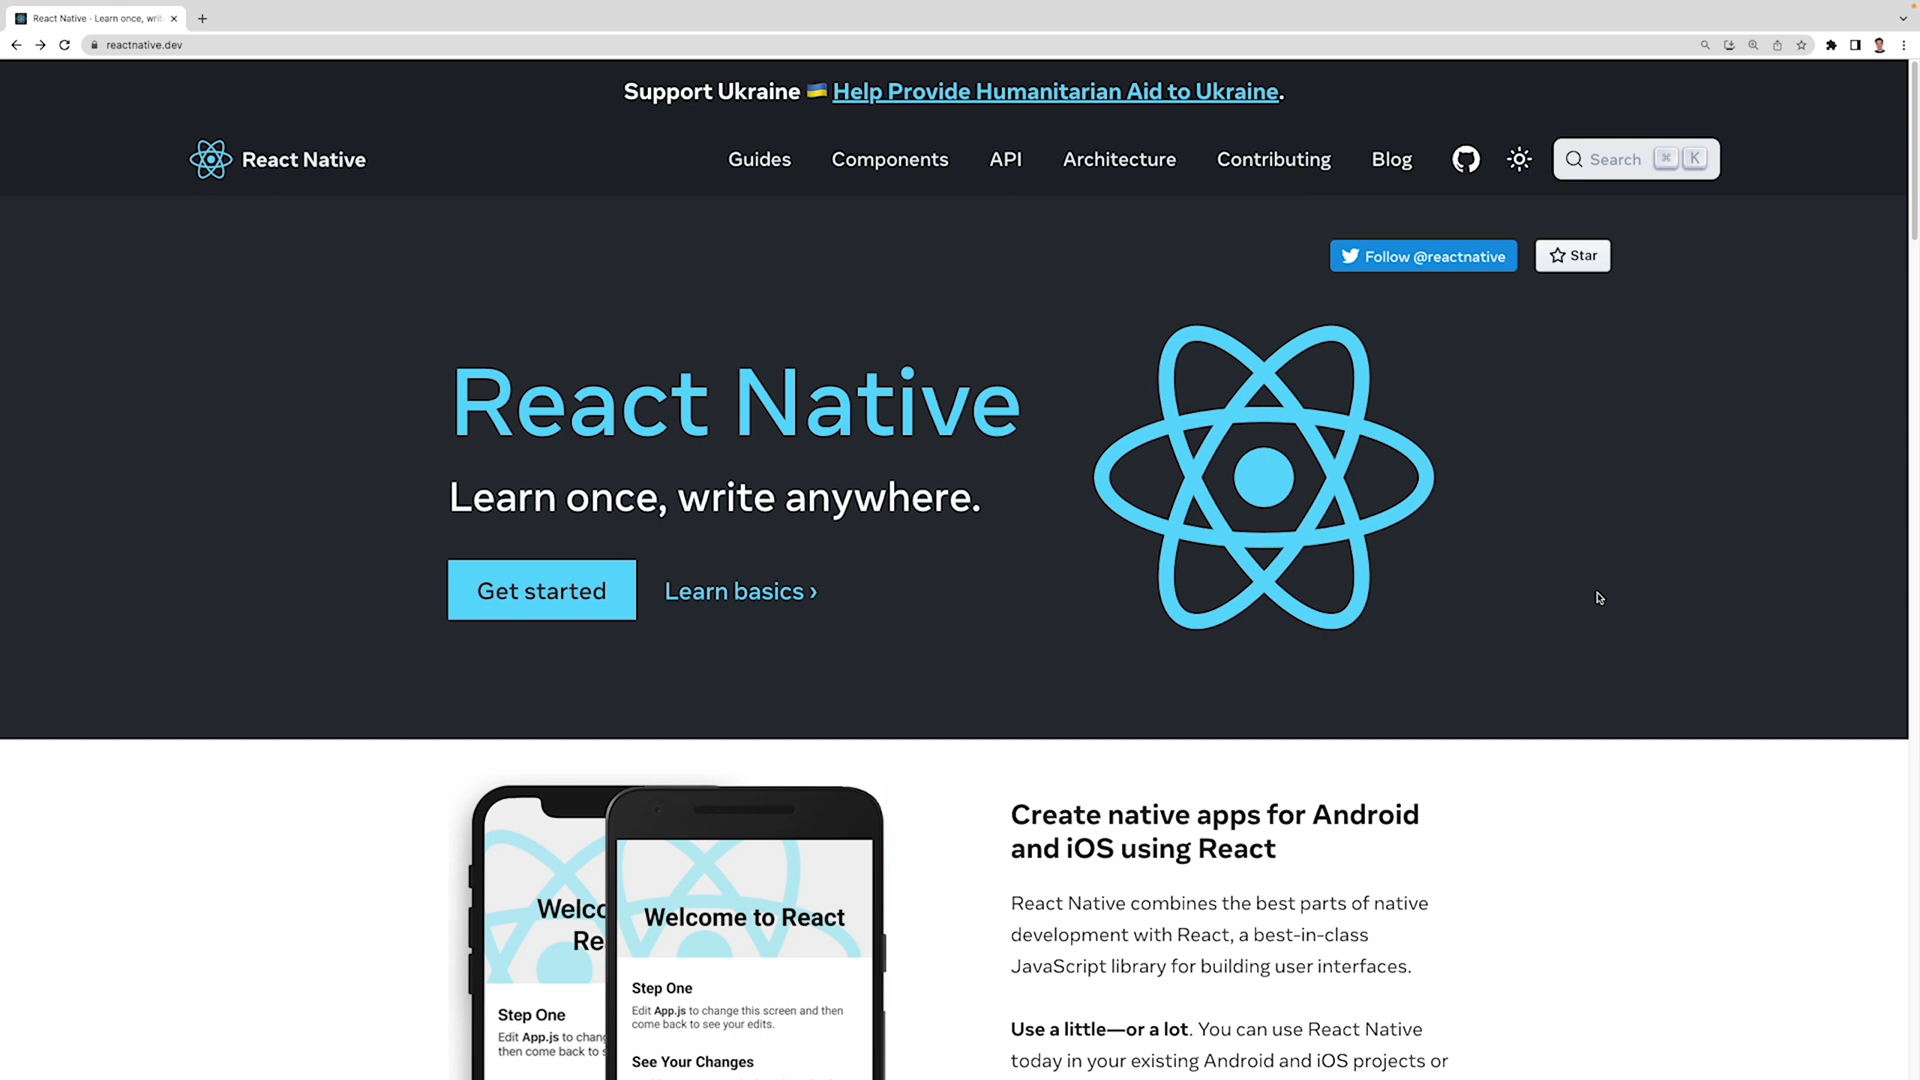 React Native · Learn once, writ
reactnative.dev
Support Ukraine 🇺🇦 Help Provide Humanitarian Aid to Ukraine.
React Native
Guides
Components
API
Architecture
Contributing
Blog
Search ⌘ K
Follow @reactnative
Star
React Native
Learn once, write anywhere.
Get started
Learn basics ›
Welco
Re
Step One
Edit App.js to chang
then come back to s
Welcome to React
Step One
Edit App.js to change this screen and then
come back to see your edits.
See Your Changes
Create native apps for Android
and iOS using React
React Native combines the best parts of native
development with React, a best-in-class
JavaScript library for building user interfaces.
Use a little—or a lot. You can use React Native
today in your existing Android and iOS projects or